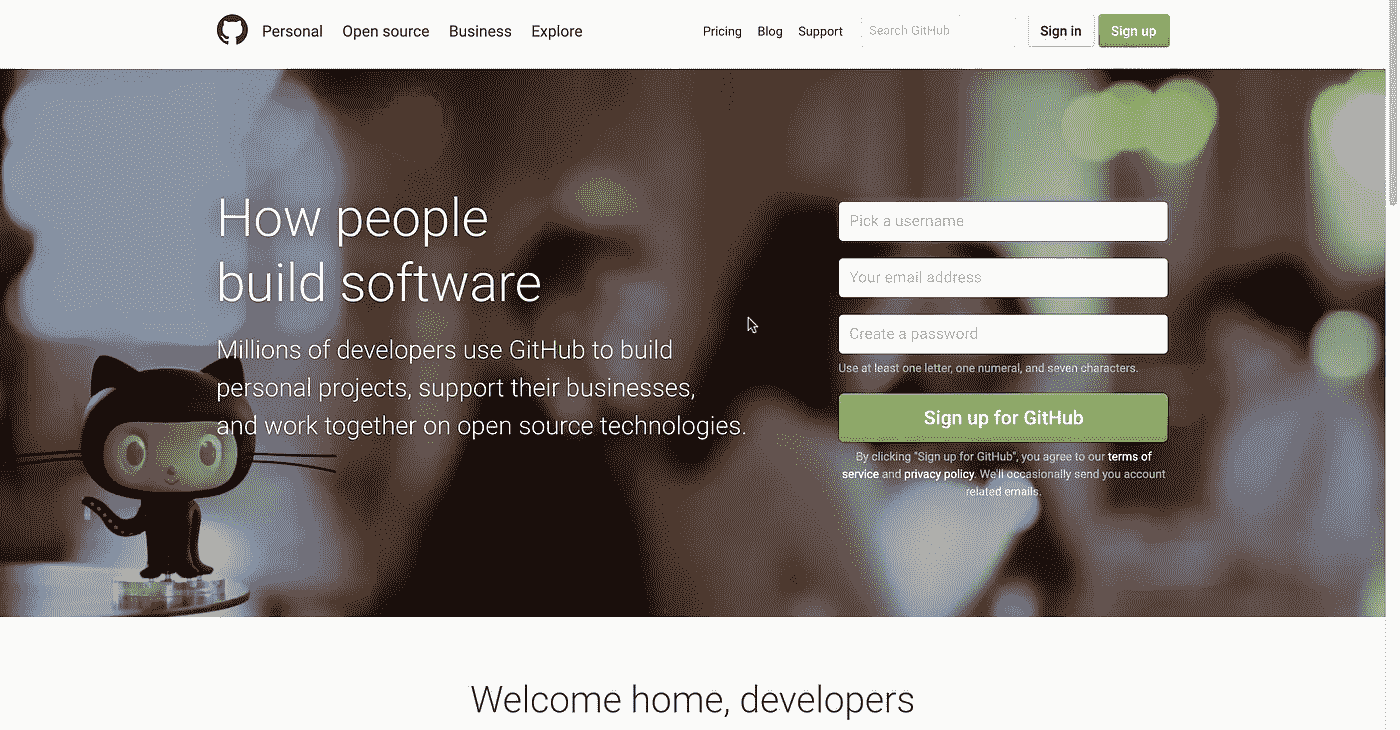 Personal Open source Business Explore Pricing Blog Support Search GitHub Sign in Sign up
How people
build software
Millions of developers use GitHub to build
personal projects, support their businesses,
and work together on open source technologies.
Pick a username
Your email address
Create a password
Use at least one letter, one numeral, and seven characters.
Sign up for GitHub
By clicking "Sign up for GitHub", you agree to our terms of
service and privacy policy. We'll occasionally send you account
related emails.
Welcome home, developers